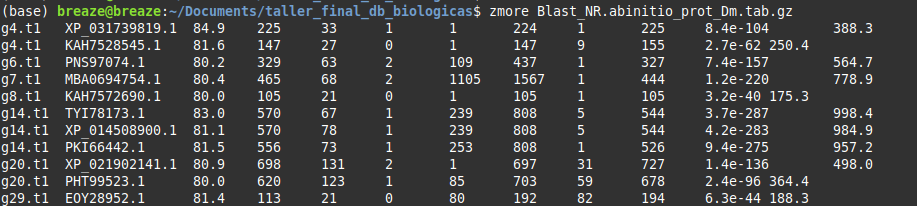 (base) breaze@breaze:~/Documents/taller_final_db_biologicas$ zmore Blast_NR.abinitio_prot_Dm.tab.gz
g4.t1 XP_031739819.1 84.9 225 33 1 1 224 1 225 8.4e-104 388.3
g4.t1 KAH7528545.1 81.6 147 27 0 1 147 9 155 2.7e-62 250.4
g6.t1 PNS97074.1 80.2 329 63 2 109 437 1 327 7.4e-157 564.7
g7.t1 MBA0694754.1 80.4 465 68 2 1105 1567 1 444 1.2e-220 778.9
g8.t1 KAH7572690.1 80.0 105 21 0 1 105 1 105 3.2e-40 175.3
g14.t1 TYI78173.1 83.0 570 67 1 239 808 5 544 3.7e-287 998.4
g14.t1 XP_014508900.1 81.1 570 78 1 239 808 5 544 4.2e-283 984.9
g14.t1 PKI66442.1 81.5 556 73 1 253 808 1 526 9.4e-275 957.2
g20.t1 XP_021902141.1 80.9 698 131 2 1 697 31 727 1.4e-136 498.0
g20.t1 PHT99523.1 80.0 620 123 1 85 703 59 678 2.4e-96 364.4
g29.t1 EOY28952.1 81.4 113 21 0 80 192 82 194 6.3e-44 188.3